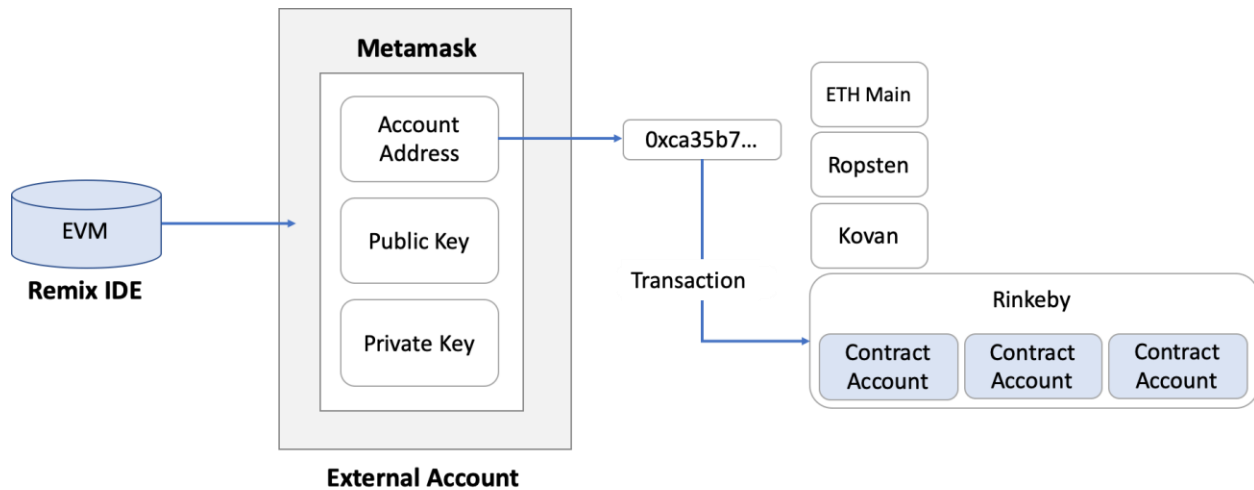 Metamask
Account
Address
Public Key
Private Key
External Account
EVM
Remix IDE
0xca35b7...
Transaction
ETH Main
Ropsten
Kovan
Rinkeby
Contract
Account
Contract
Account
Contract
Account